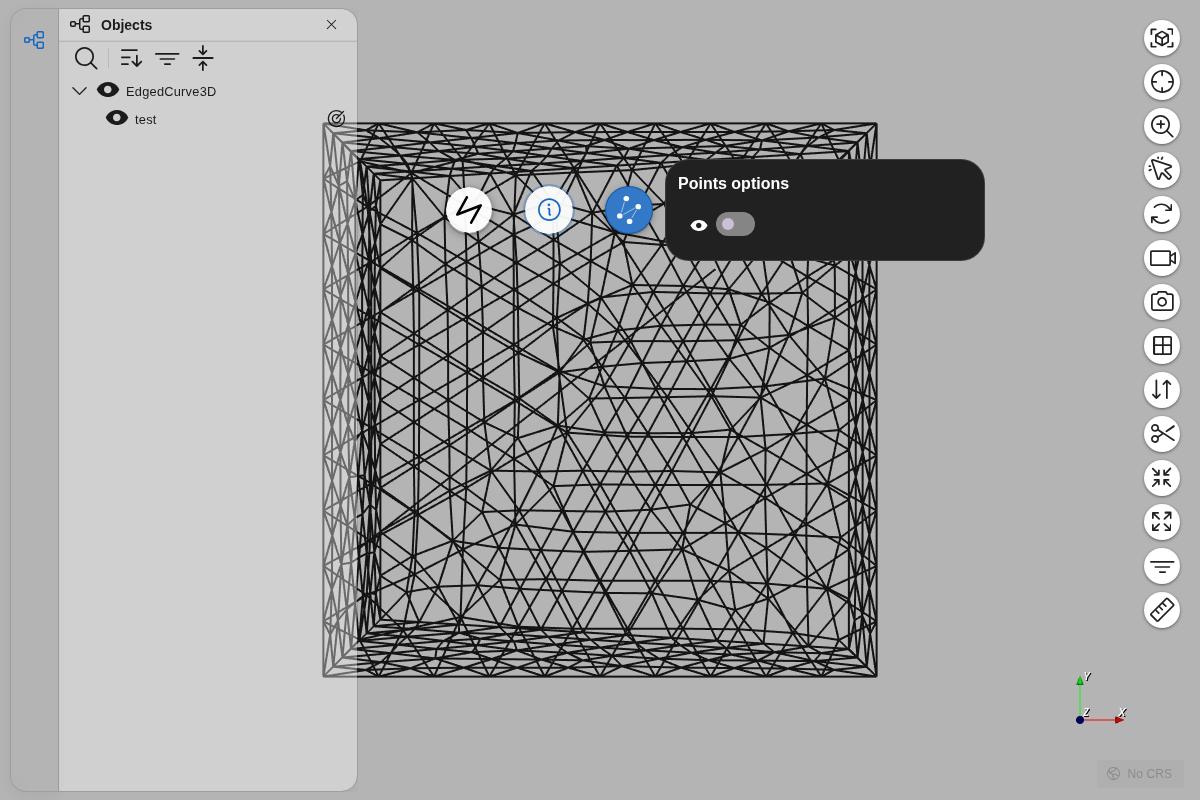 Objects
EdgedCurve3D
test
Points options
Y
Z
X
No CRS